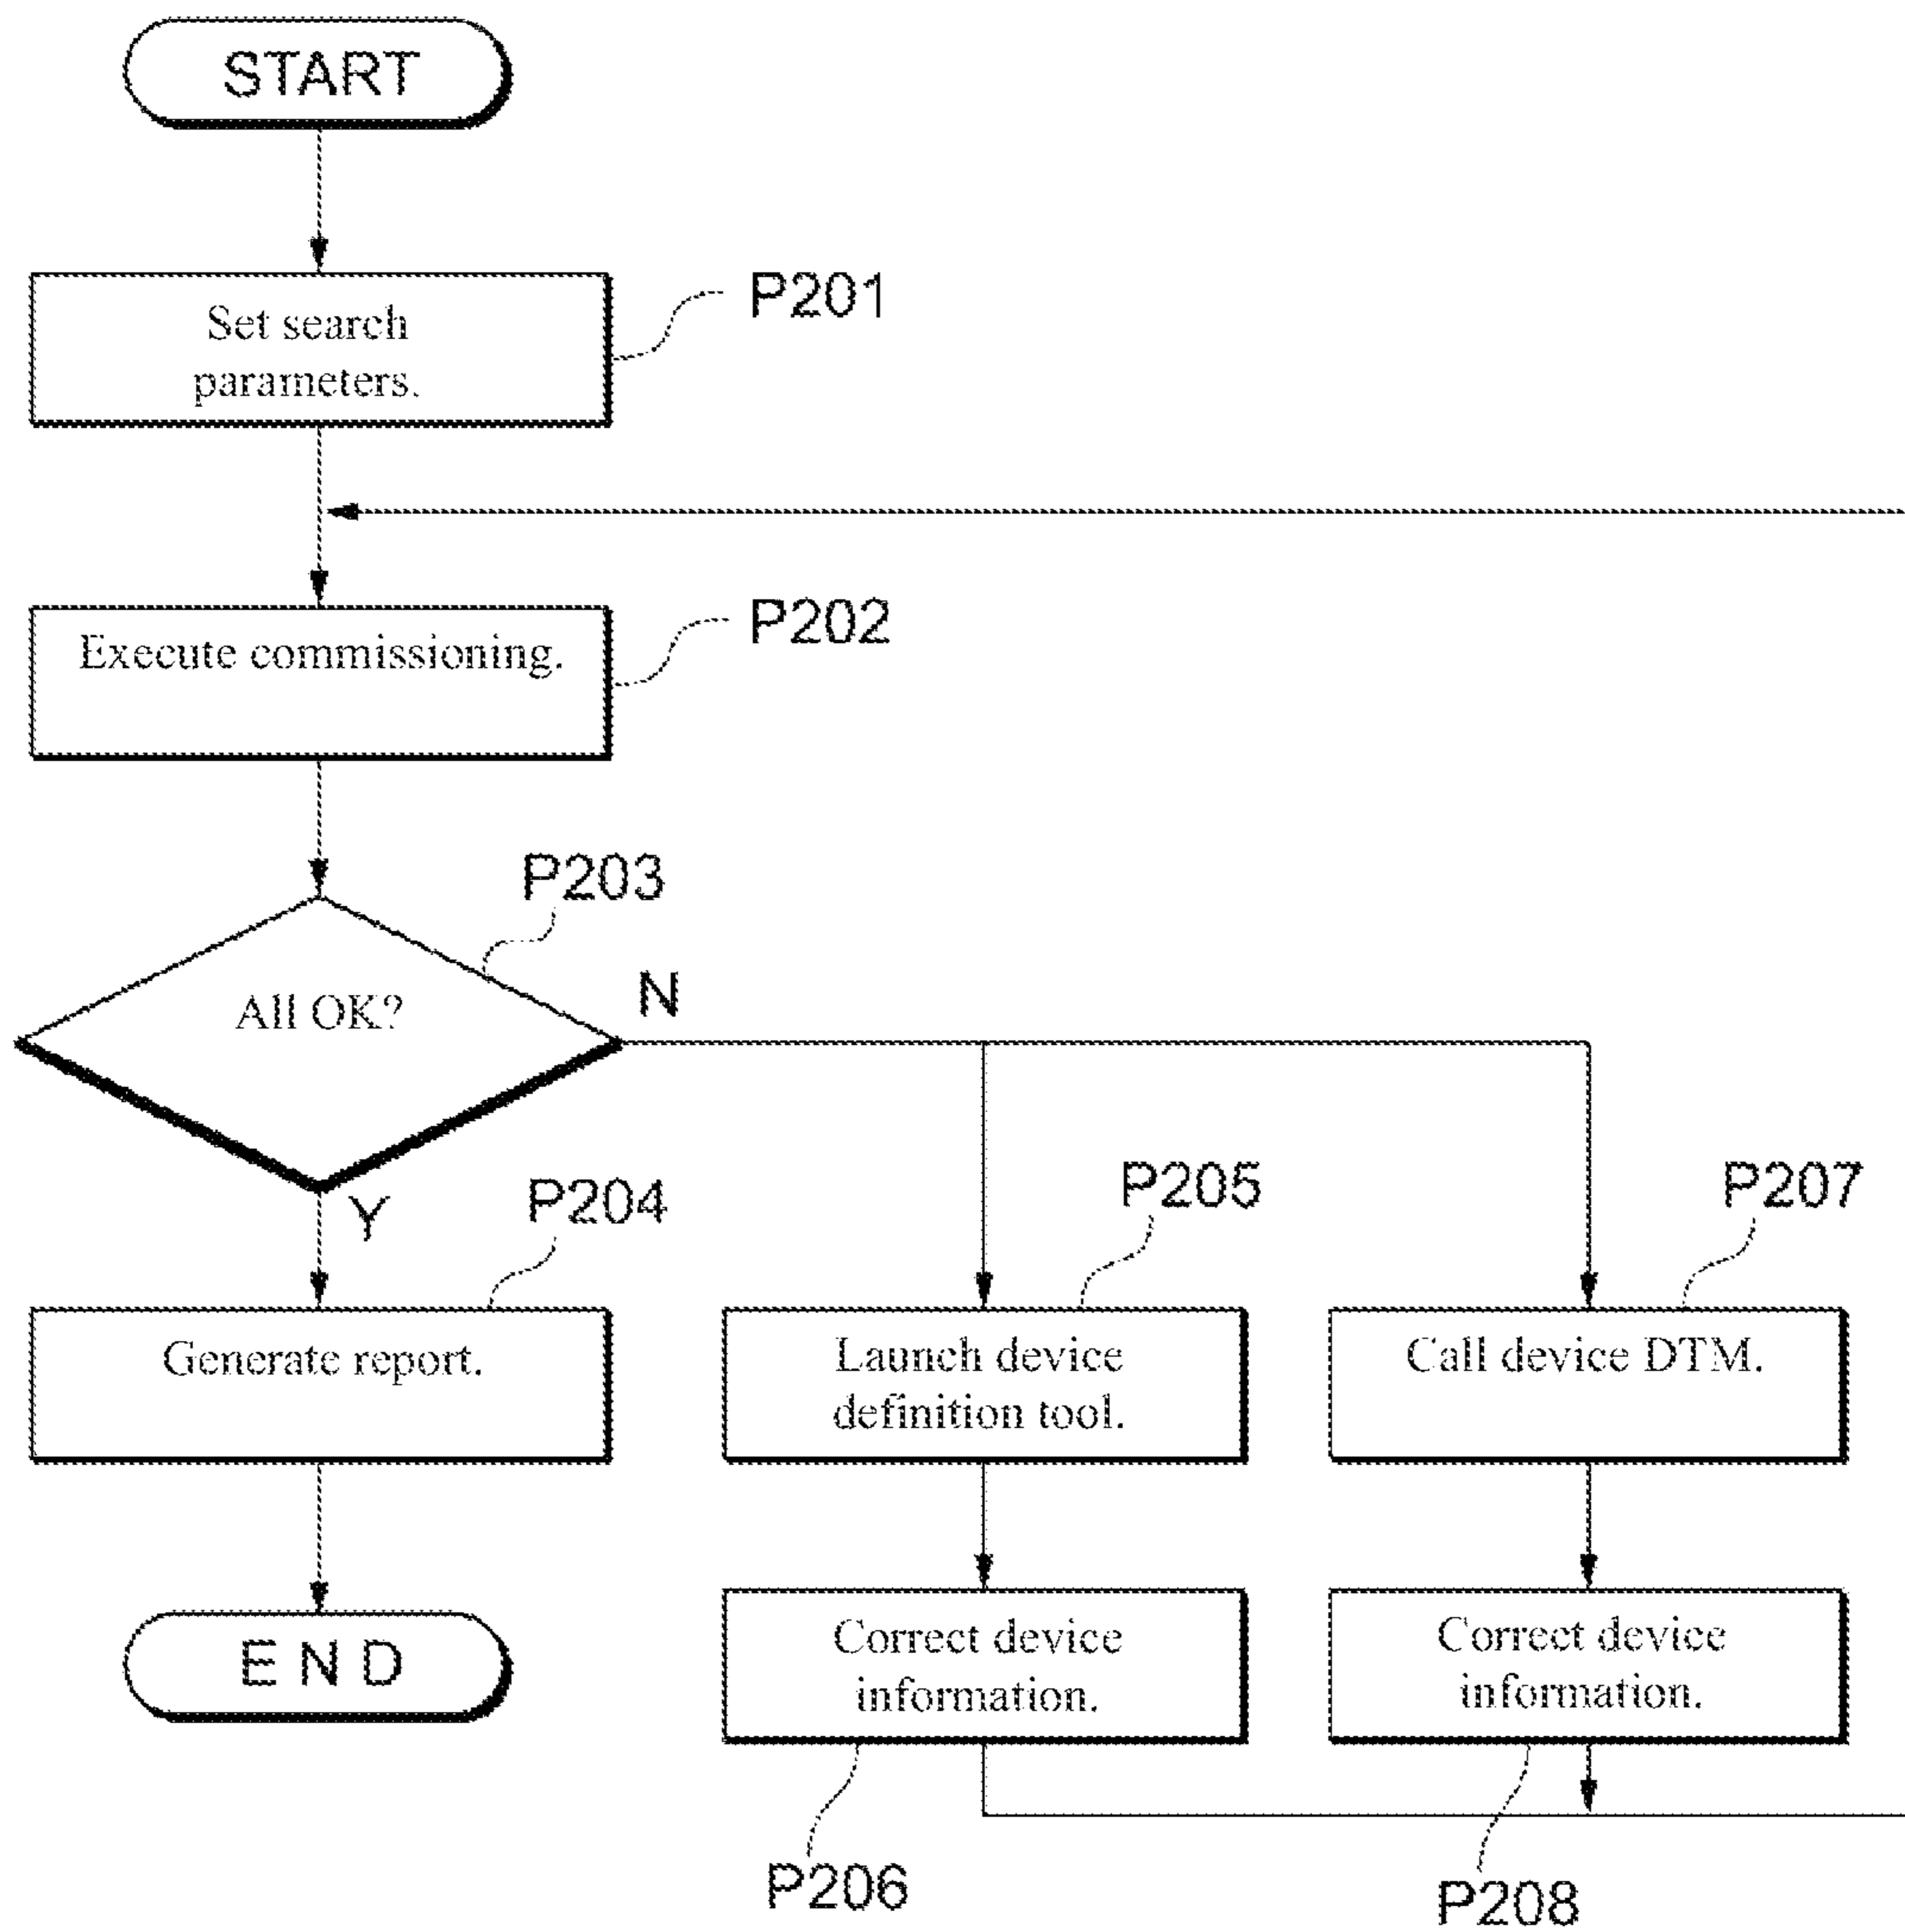 START
Set search
parameters.
P201
Execute commissioning.
P202
All OK?
P203
N
Y
Generate report.
P204
Launch device
definition tool.
P205
Call device DTM.
P207
E N D
Correct device
information.
P206
Correct device
information.
P208